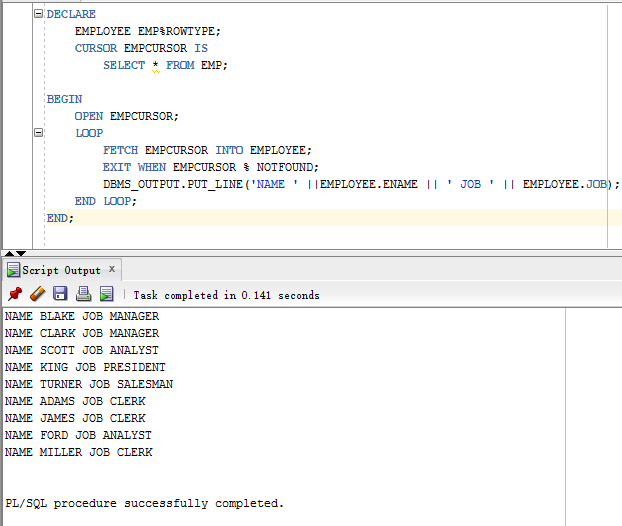 DECLARE
EMPLOYEE EMP%ROWTYPE;
CURSOR EMPCURSOR IS
SELECT * FROM EMP;
BEGIN
OPEN EMPCURSOR;
LOOP
FETCH EMPCURSOR INTO EMPLOYEE;
EXIT WHEN EMPCURSOR % NOTFOUND;
DBMS_OUTPUT.PUT_LINE('NAME ' ||EMPLOYEE.ENAME || ' JOB ' || EMPLOYEE.JOB);
END LOOP;
END;
Script Output x
Task completed in 0.141 seconds
NAME BLAKE JOB MANAGER
NAME CLARK JOB MANAGER
NAME SCOTT JOB ANALYST
NAME KING JOB PRESIDENT
NAME TURNER JOB SALESMAN
NAME ADAMS JOB CLERK
NAME JAMES JOB CLERK
NAME FORD JOB ANALYST
NAME MILLER JOB CLERK
PL/SQL procedure successfully completed.